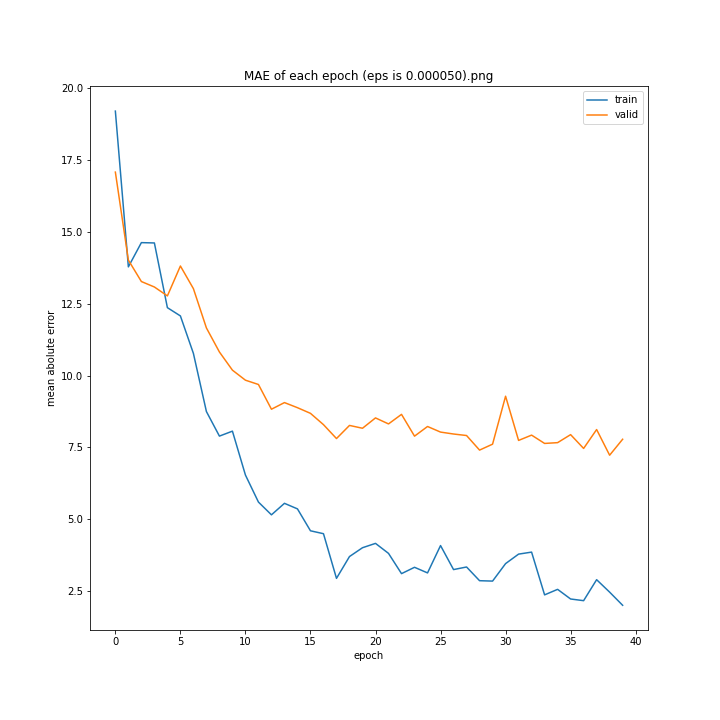 MAE of each epoch (eps is 0.000050).png
train
valid
20.0
17.5
15.0
12.5
10.0
7.5
5.0
2.5
mean abolute error
0 5 10 15 20 25 30 35 40
epoch